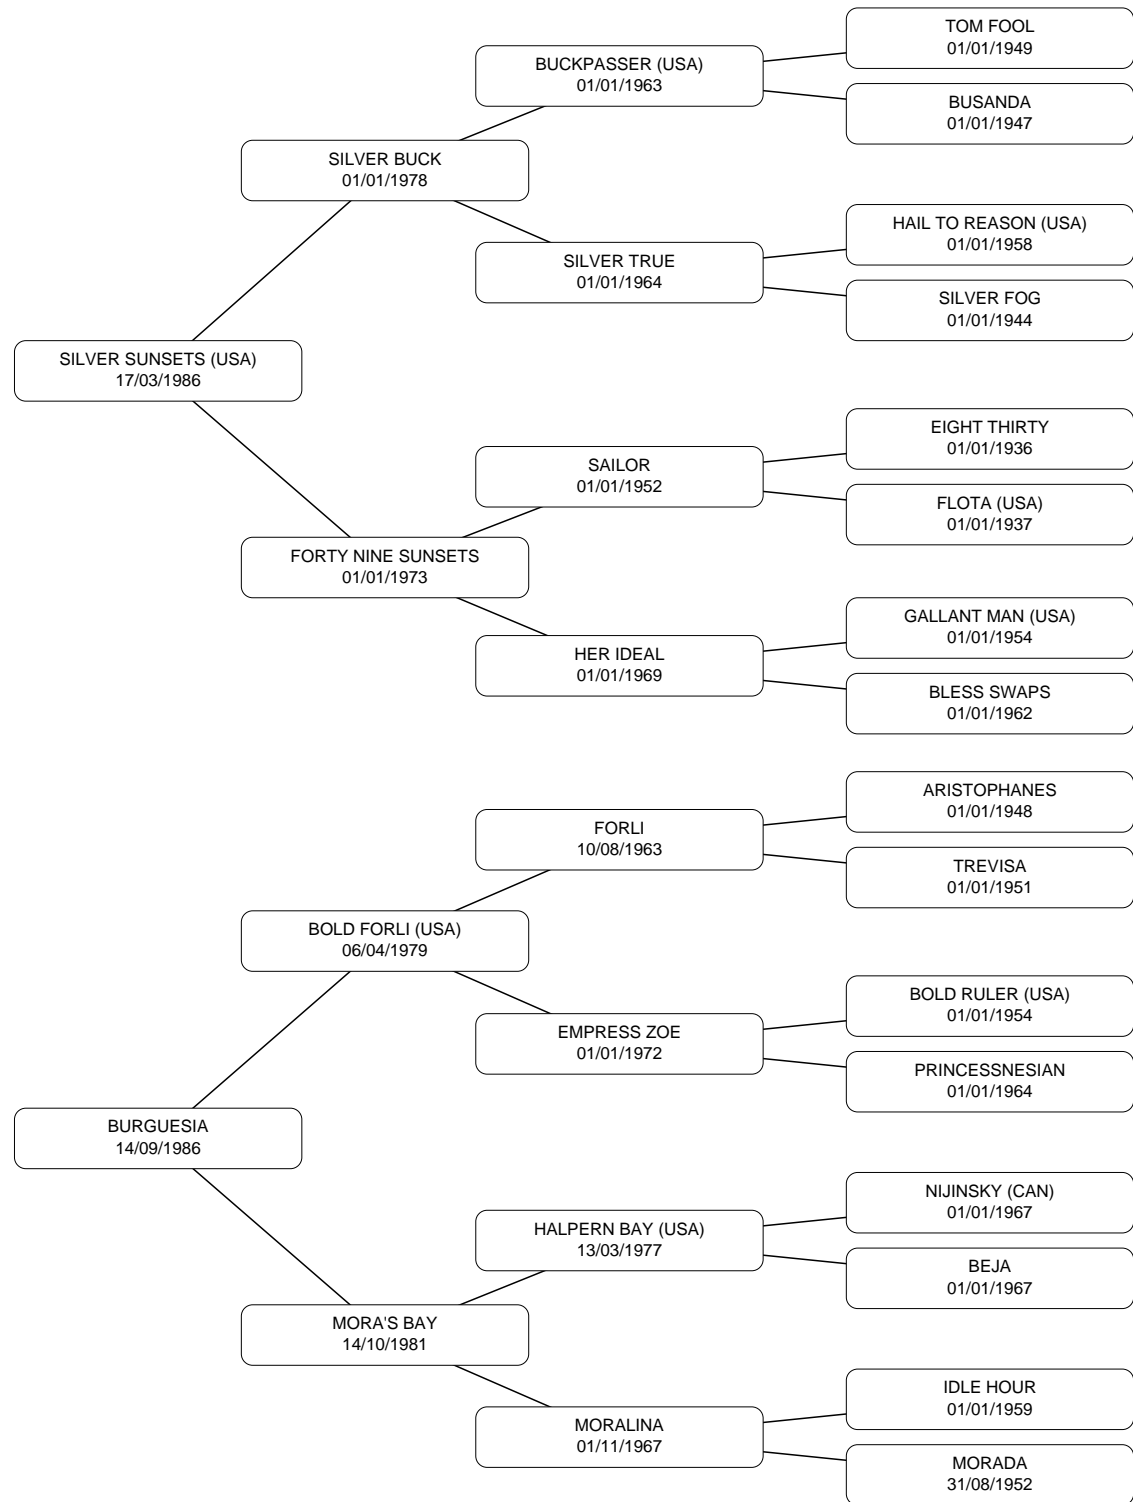 TOM FOOL
01/01/1949
BUCKPASSER (USA)
01/01/1963
BUSANDA
01/01/1947
SILVER BUCK
01/01/1978
HAIL TO REASON (USA)
01/01/1958
SILVER TRUE
01/01/1964
SILVER FOG
01/01/1944
SILVER SUNSETS (USA)
17/03/1986
EIGHT THIRTY
01/01/1936
SAILOR
01/01/1952
FLOTA (USA)
01/01/1937
FORTY NINE SUNSETS
01/01/1973
GALLANT MAN (USA)
01/01/1954
HER IDEAL
01/01/1969
BLESS SWAPS
01/01/1962
ARISTOPHANES
01/01/1948
FORLI
10/08/1963
TREVISA
01/01/1951
BOLD FORLI (USA)
06/04/1979
BOLD RULER (USA)
01/01/1954
EMPRESS ZOE
01/01/1972
PRINCESSNESIAN
01/01/1964
BURGUESIA
14/09/1986
NIJINSKY (CAN)
01/01/1967
HALPERN BAY (USA)
13/03/1977
BEJA
01/01/1967
MORA'S BAY
14/10/1981
IDLE HOUR
01/01/1959
MORALINA
01/11/1967
MORADA
31/08/1952